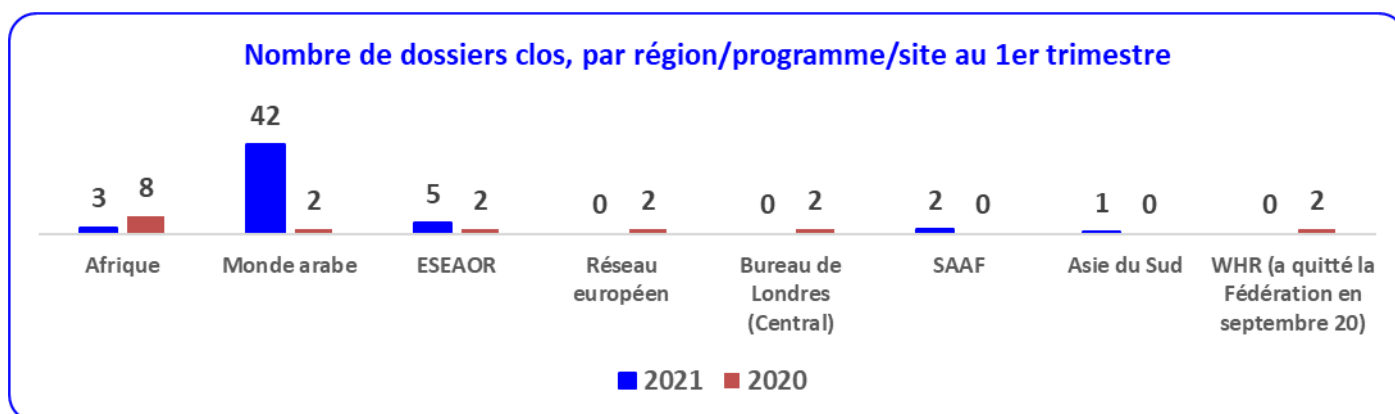 Nombre de dossiers clos, par région/programme/site au 1er trimestre
3 8 42 2 5 2 0 2 0 2 2 0 1 0 0 2
Afrique
Monde arabe
ESEAOR
Réseau
européen
Bureau de
Londres
(Central)
SAAF
Asie du Sud
WHR (a quitté la
Fédération en
septembre 20)
2021 2020